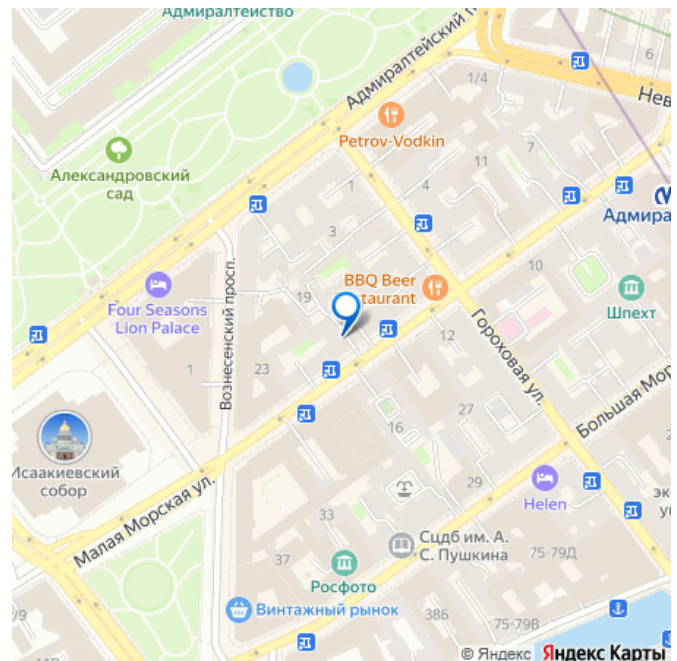 Адмиралтейство
Адмиралтейский
1/4
6
Нев
Petrov-Vodkin
11
7
Александровский
сад
1
4
Адмира
3
10
BBQ Beer
staurant
Four Seasons
Lion Palace
19
Шпехт
Вознесенский просп.
12
Гороховая ул.
1
23
Исаакиевский
собор
27
16
Большая Мор
Малая Морская ул.
29
Helen
33
Сцдб им. А.
С. Пушкина
37
75-79Д
Росфото
Винтажный рынок
38Б
75-79В
© Яндекс Яндекс Карты